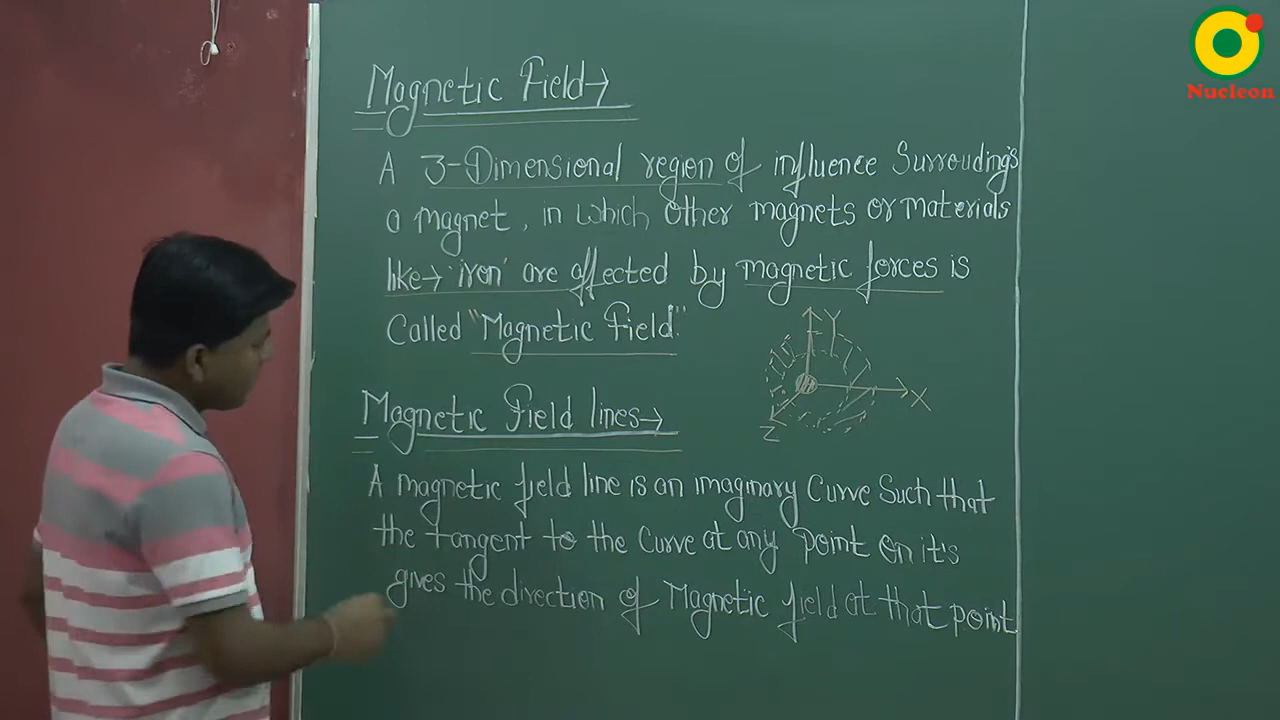 Nucleon
Magnetic Field→
A 3-Dimensional region of influence Surrouding's
a magnet, in which other magnets or materials
like→ 'iron' are affected by magnetic forces is
Called "Magnetic Field"
Y
X
Z
Magnetic Field lines→
A magnetic field line is an imaginary Curve Such that
the tangent to the Curve at any point on it's
gives the direction of Magnetic field at that point